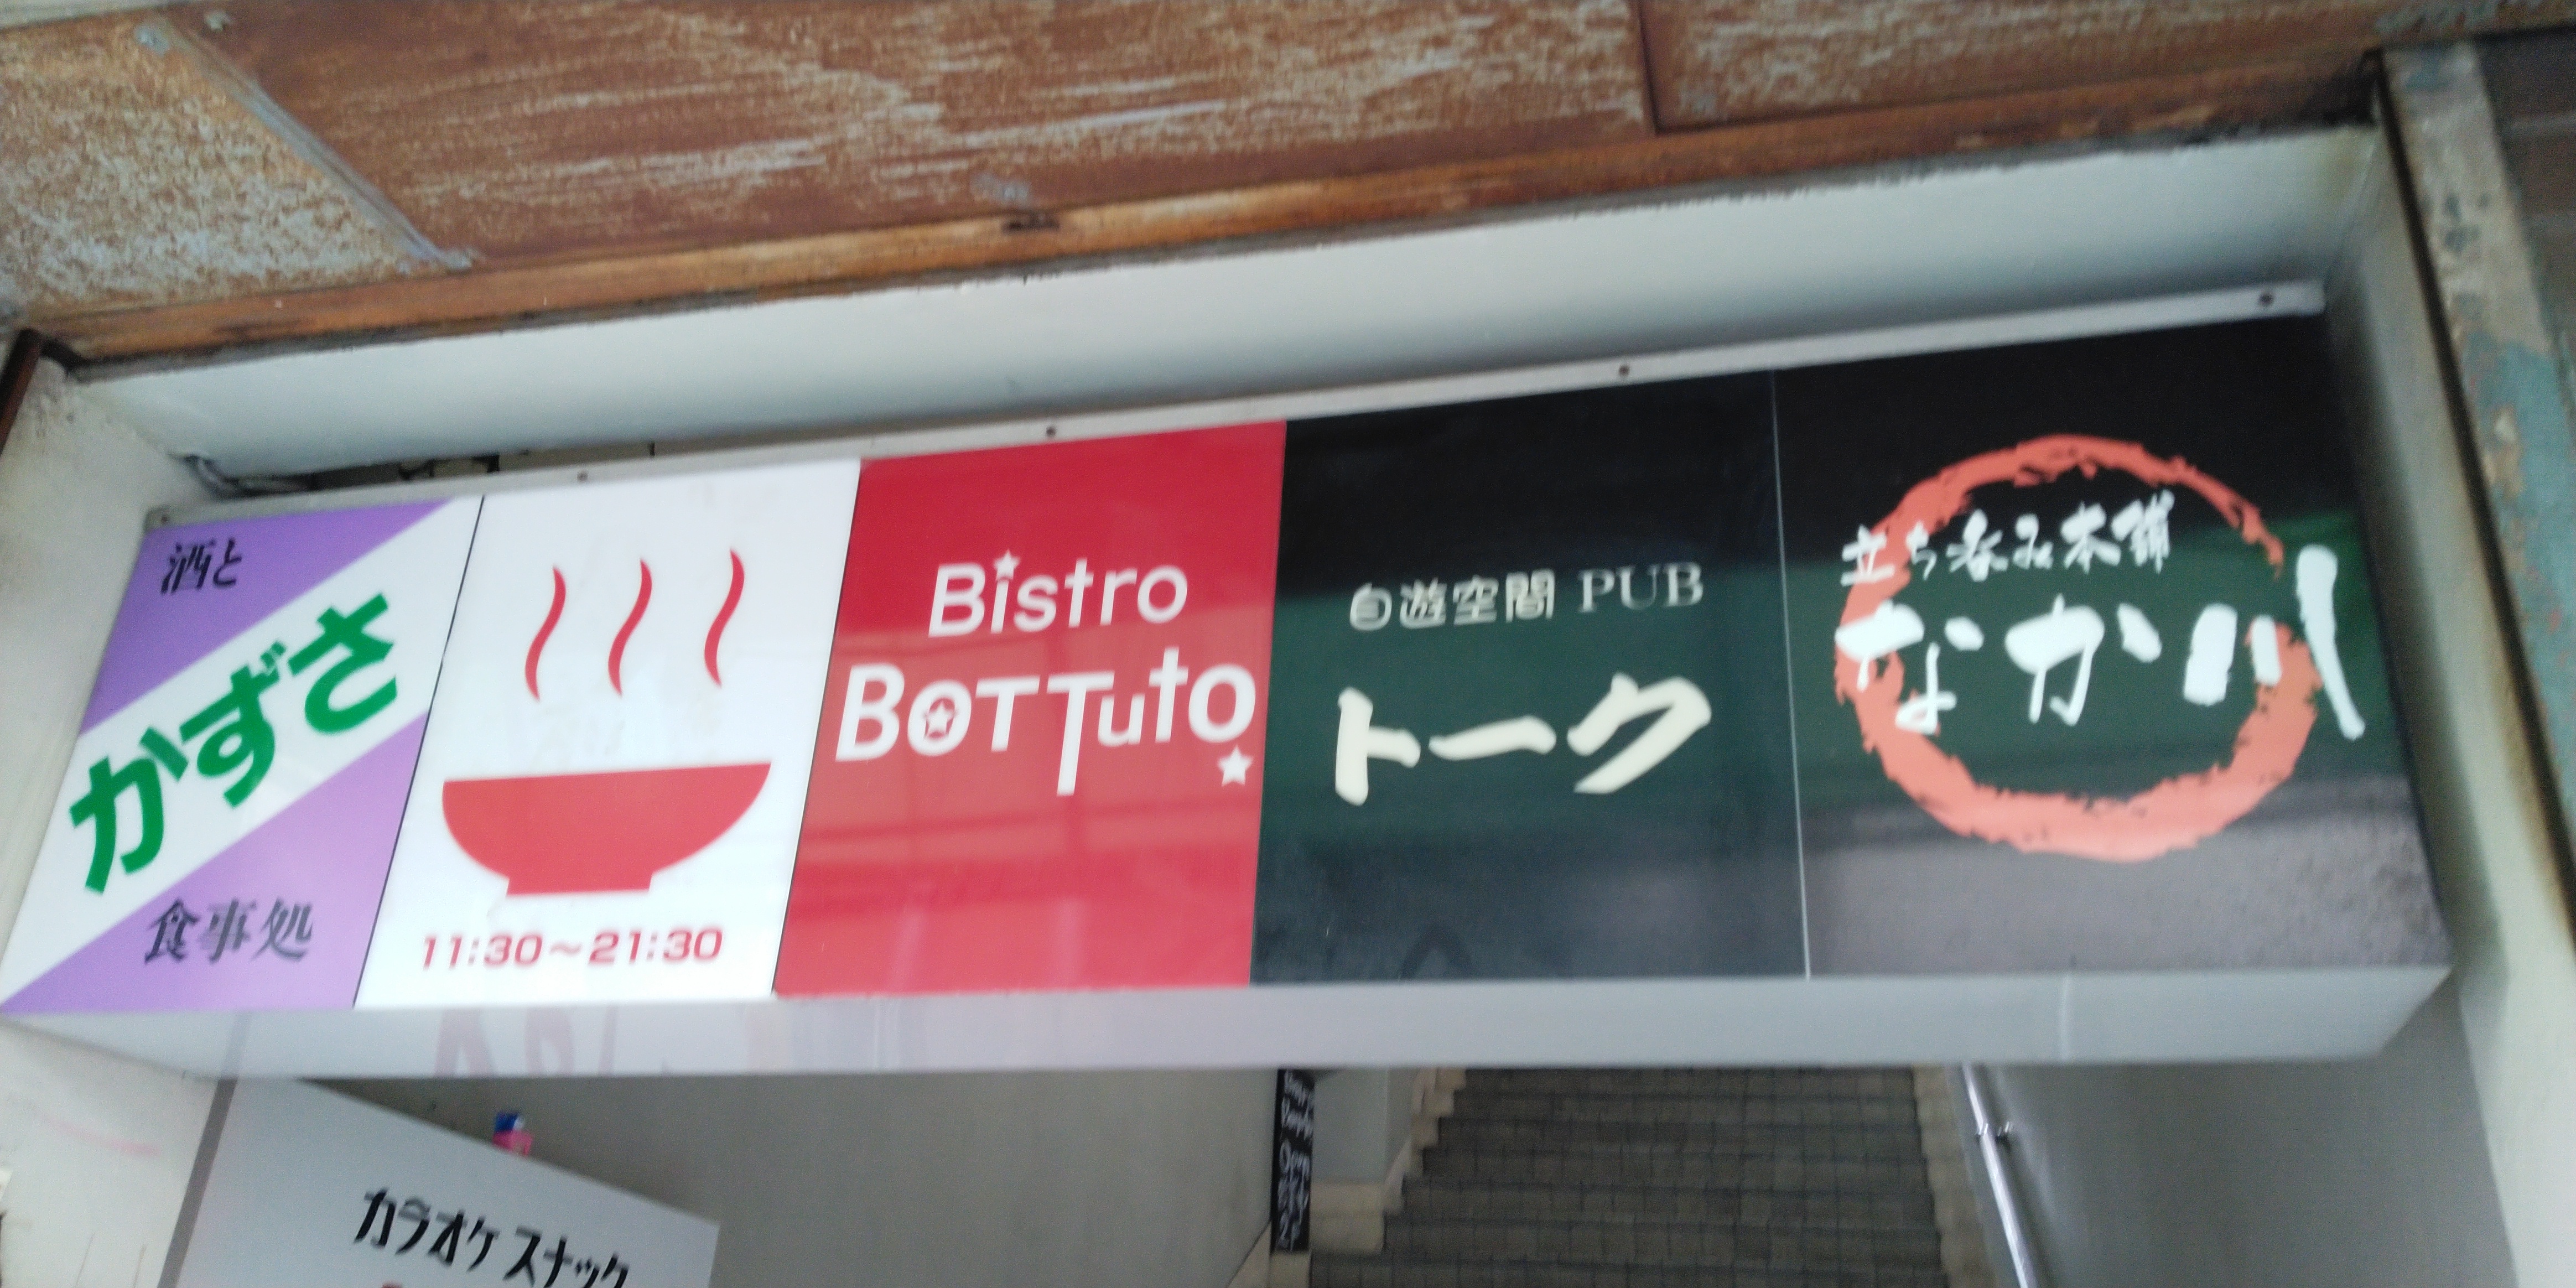 酒と
かずさ
食事処
11:30～21:30
Bistro
BOTTuto
自遊空間 PUB
トーク
立ち呑み本舗
なか川
カラオケ スナック